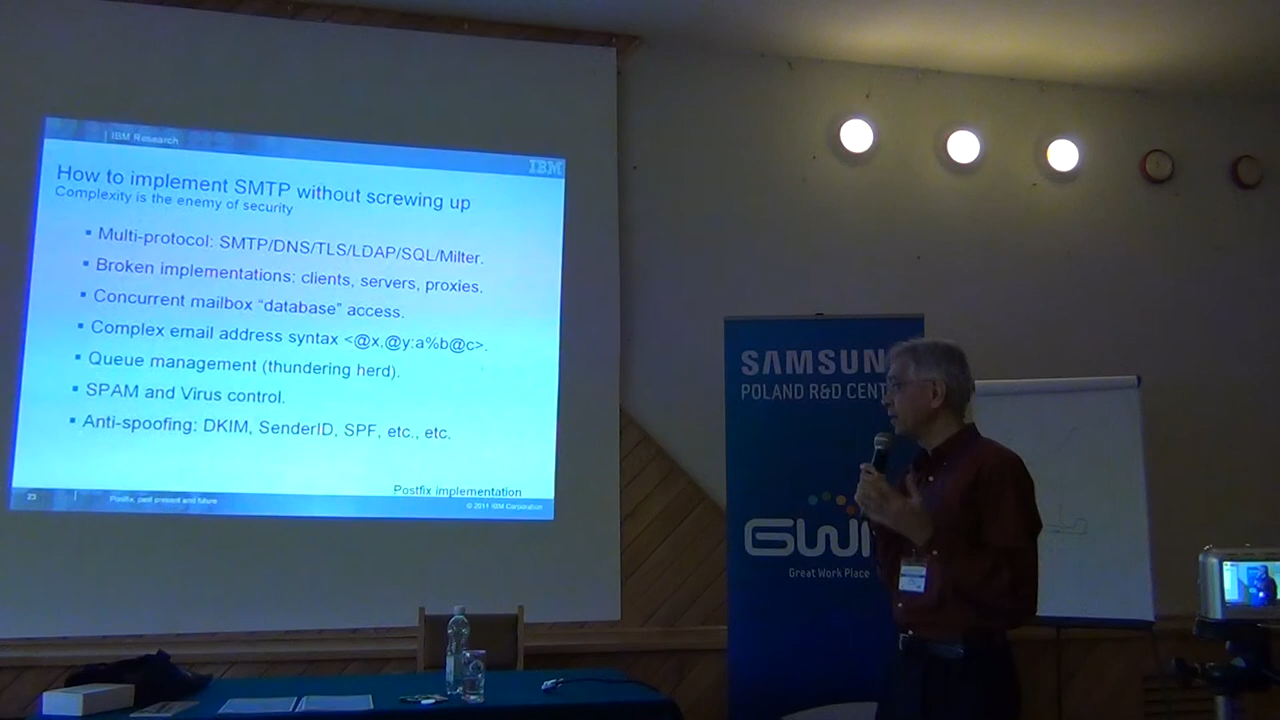 IBM Research
IBM
How to implement SMTP without screwing up
Complexity is the enemy of security
▪ Multi-protocol: SMTP/DNS/TLS/LDAP/SQL/Milter.
▪ Broken implementations: clients, servers, proxies.
▪ Concurrent mailbox “database” access.
▪ Complex email address syntax <@x,@y:a%b@c>.
▪ Queue management (thundering herd).
▪ SPAM and Virus control.
▪ Anti-spoofing: DKIM, SenderID, SPF, etc., etc.
Postfix implementation
23
Postfix, past present and future
© 2011 IBM Corporation
SAMSUN
POLAND R&D CENT
GWP
Great Work Place